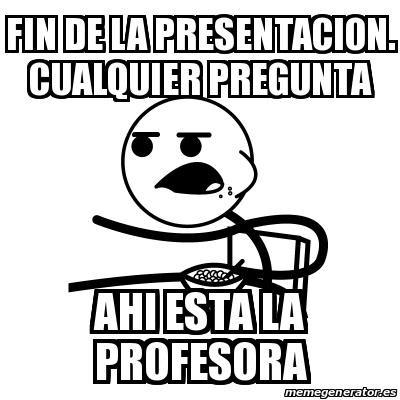 FIN DE LA PRESENTACION.
CUALQUIER PREGUNTA
AHI ESTA LA
PROFESORA
memegenerator.es